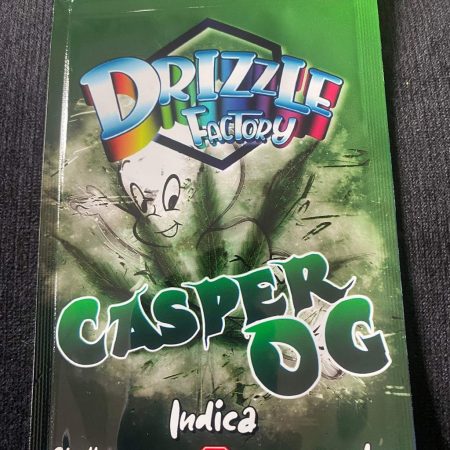 DRIZZLE
FACTORY
CASPER
OG
Indica